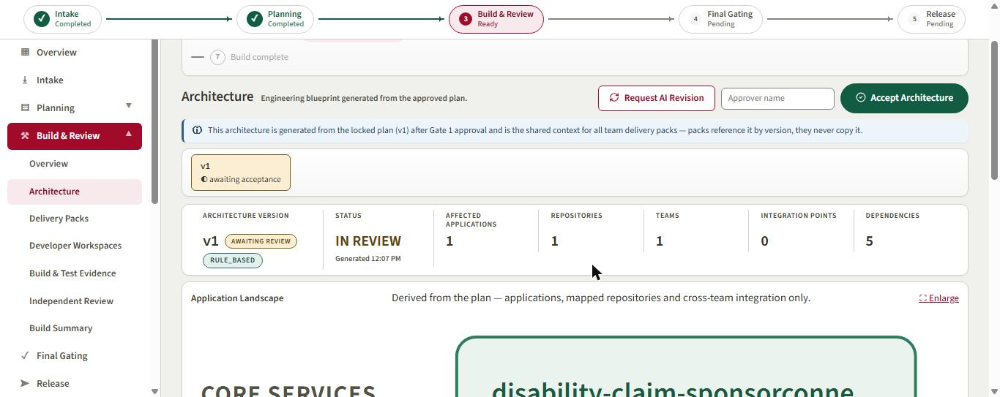 Intake
Completed
Planning
Completed
3
Build & Review
Ready
4
Final Gating
Pending
5
Release
Pending
Overview
Intake
Planning
Build & Review
Overview
Architecture
Delivery Packs
Developer Workspaces
Build & Test Evidence
Independent Review
Build Summary
Final Gating
Release
7 Build complete
Architecture Engineering blueprint generated from the approved plan.
Request AI Revision
Approver name
Accept Architecture
This architecture is generated from the locked plan (v1) after Gate 1 approval and is the shared context for all team delivery packs — packs reference it by version, they never copy it.
v1
awaiting acceptance
ARCHITECTURE VERSION
v1 AWAITING REVIEW
RULE_BASED
STATUS
IN REVIEW
Generated 12:07 PM
AFFECTED
APPLICATIONS
1
REPOSITORIES
1
TEAMS
1
INTEGRATION POINTS
0
DEPENDENCIES
5
Application Landscape
Derived from the plan — applications, mapped repositories and cross-team integration only.
Enlarge
CORE SERVICES
disability-claim-sponsorconne